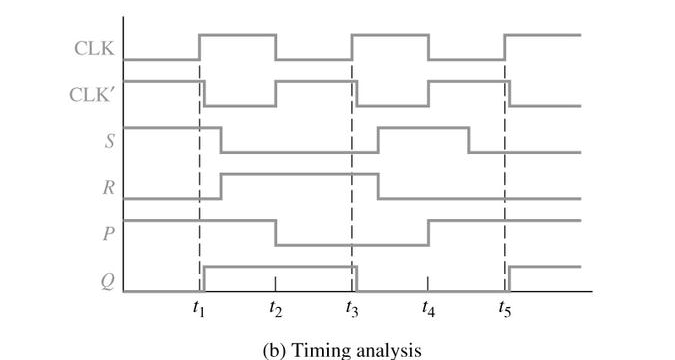 CLK
CLK′
S
R
P
Q
t1 t2 t3 t4 t5
(b) Timing analysis